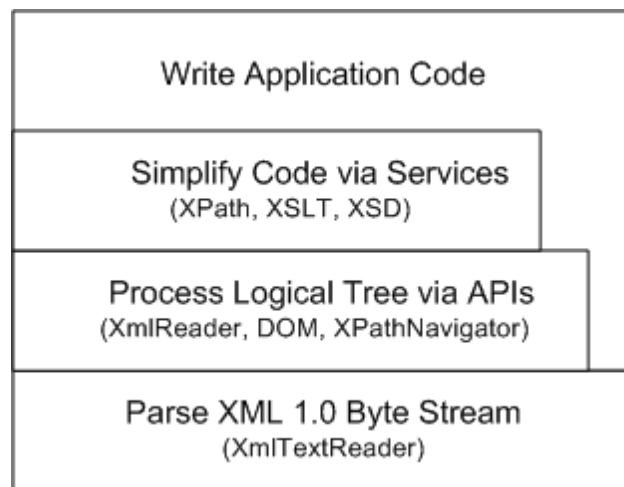 Write Application Code
Simplify Code via Services
(XPath, XSLT, XSD)
Process Logical Tree via APIs
(XmlReader, DOM, XPathNavigator)
Parse XML 1.0 Byte Stream
(XmlTextReader)